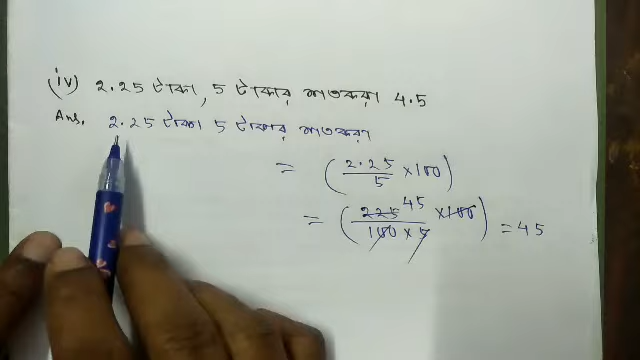 (iv) 2.25 টাকা, 5 টাকার শতকরা 4.5
Ans. 2.25 টাকা 5 টাকার শতকরা
= (2.25/5 × 100)
= (225 45 × 100 / 100 × 5) = 45